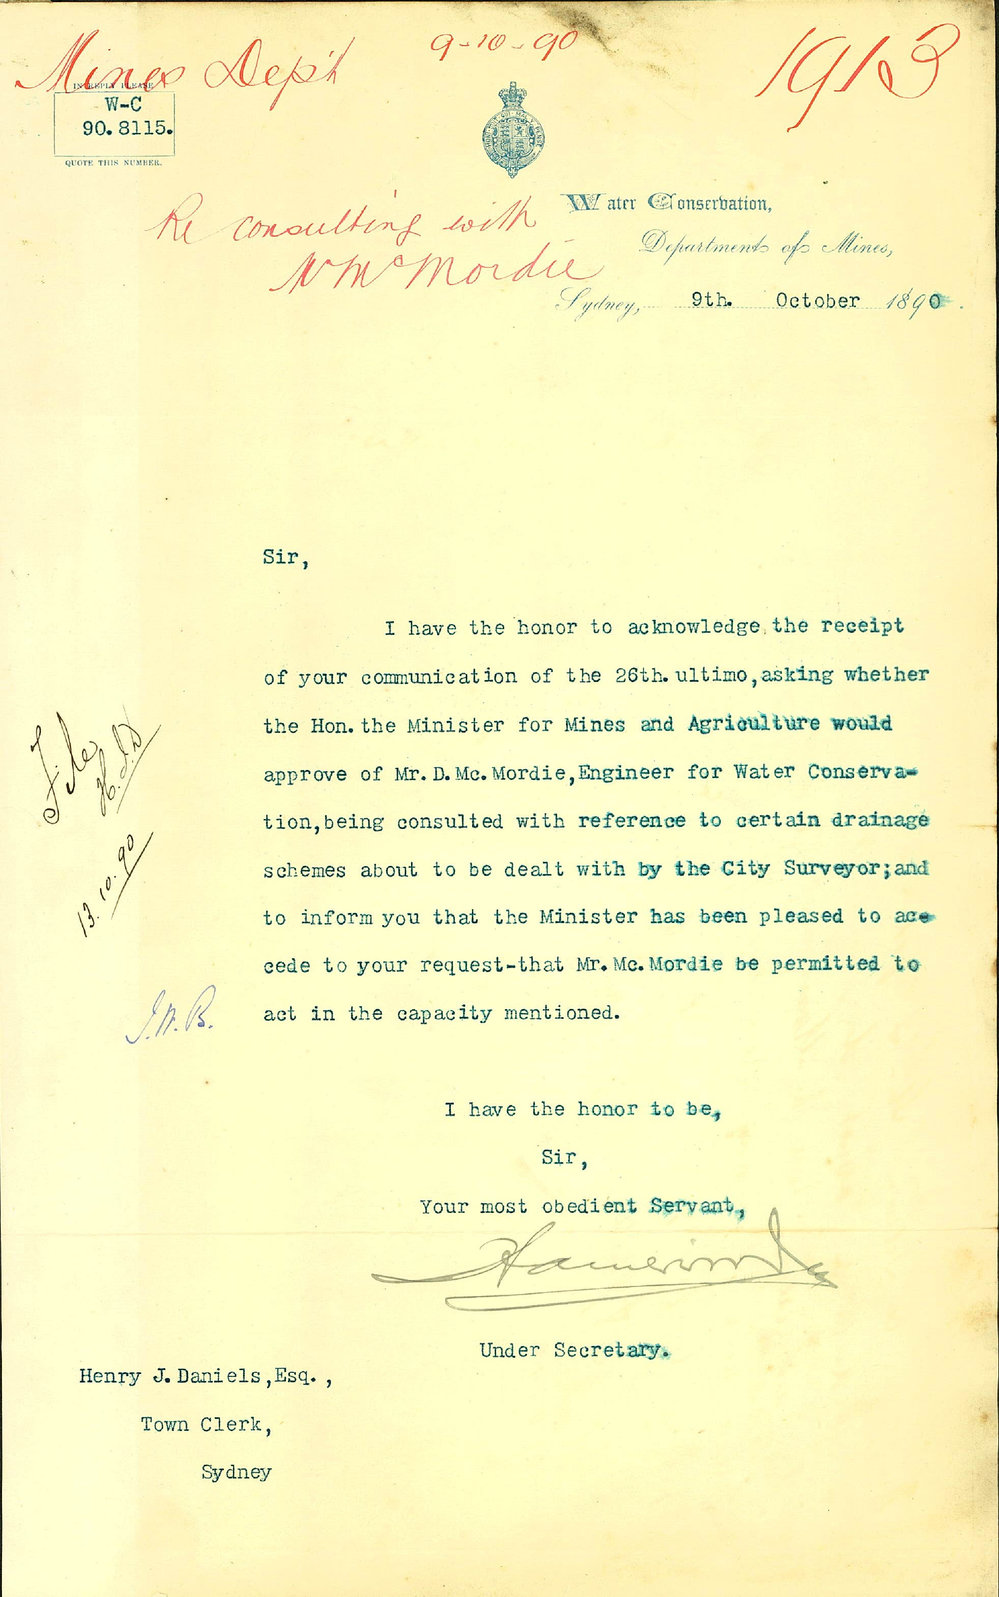 Mines Dep't
9-10-90
1913
IN REPLY PLEASE
W-C
90.8115.
QUOTE THIS NUMBER.
Re consulting with
Mr McMordie
Water Conservation,
Department of Mines,
Sydney, 9th. October 1890.
Sir,
I have the honor to acknowledge the receipt
of your communication of the 26th. ultimo,asking whether
the Hon. the Minister for Mines and Agriculture would
approve of Mr. D. Mc. Mordie,Engineer for Water Conserva-
tion,being consulted with reference to certain drainage
schemes about to be dealt with by the City Surveyor;and
to inform you that the Minister has been pleased to ac-
cede to your request-that Mr. Mc. Mordie be permitted to
act in the capacity mentioned.
File
H.J.D
13.10.90
J.W.B.
I have the honor to be,
Sir,
Your most obedient Servant,
Under Secretary.
Henry J. Daniels,Esq.,
Town Clerk,
Sydney